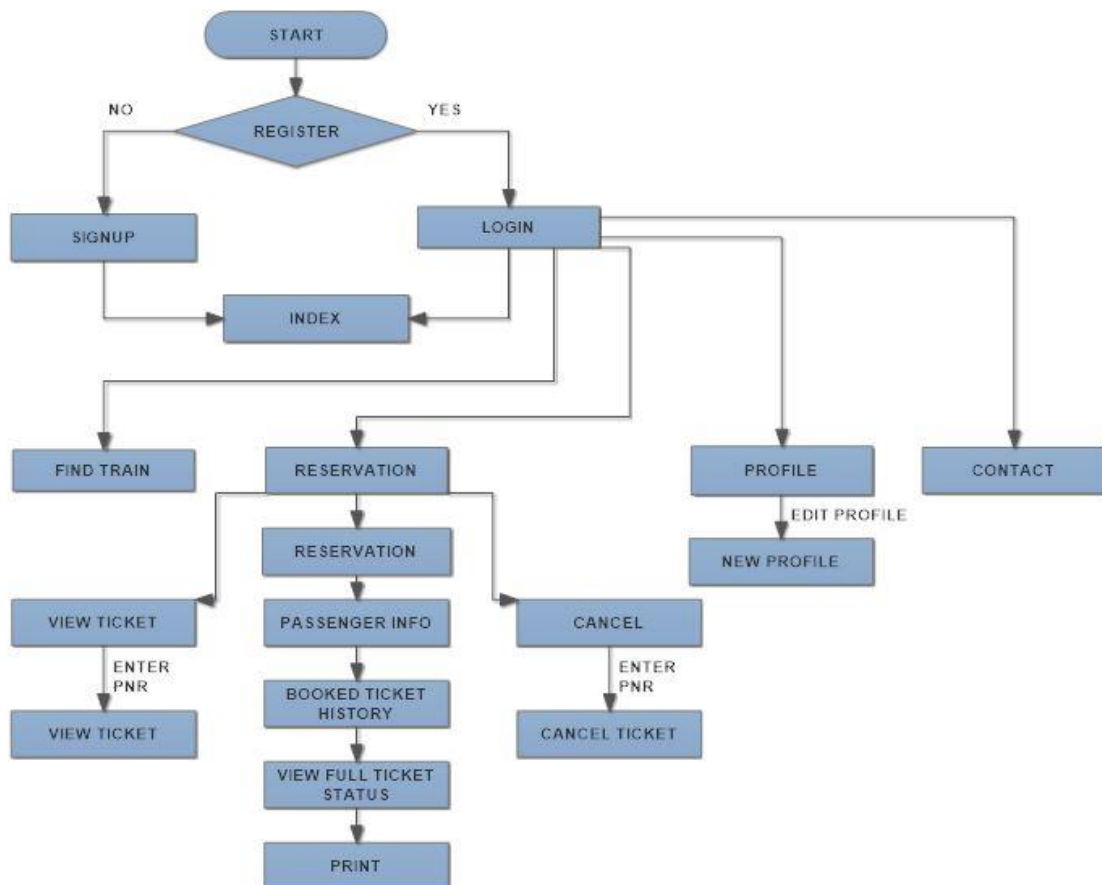 START
NO
YES
REGISTER
SIGNUP
LOGIN
INDEX
FIND TRAIN
RESERVATION
PROFILE
CONTACT
EDIT PROFILE
RESERVATION
NEW PROFILE
VIEW TICKET
PASSENGER INFO
CANCEL
ENTER
PNR
ENTER
PNR
BOOKED TICKET
HISTORY
VIEW TICKET
CANCEL TICKET
VIEW FULL TICKET
STATUS
PRINT